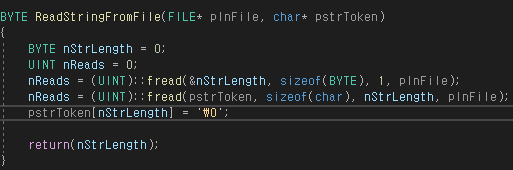 BYTE ReadStringFromFile(FILE* pInFile, char* pstrToken)
{
BYTE nStrLength = 0;
UINT nReads = 0;
nReads = (UINT)::fread(&nStrLength, sizeof(BYTE), 1, pInFile);
nReads = (UINT)::fread(pstrToken, sizeof(char), nStrLength, pInFile);
pstrToken[nStrLength] = '₩0';
return(nStrLength);
}